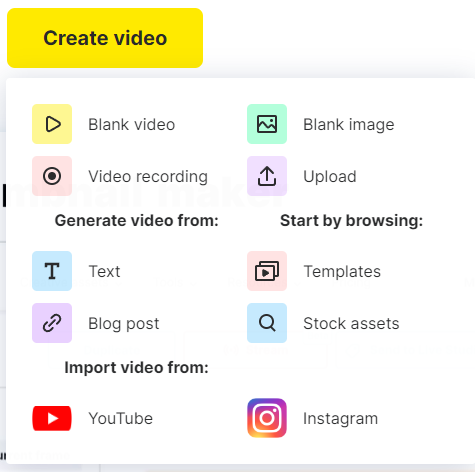 Create video
Blank video
Blank image
Video recording
Upload
Generate video from:
Start by browsing:
Text
Templates
Blog post
Stock assets
Import video from:
YouTube
Instagram